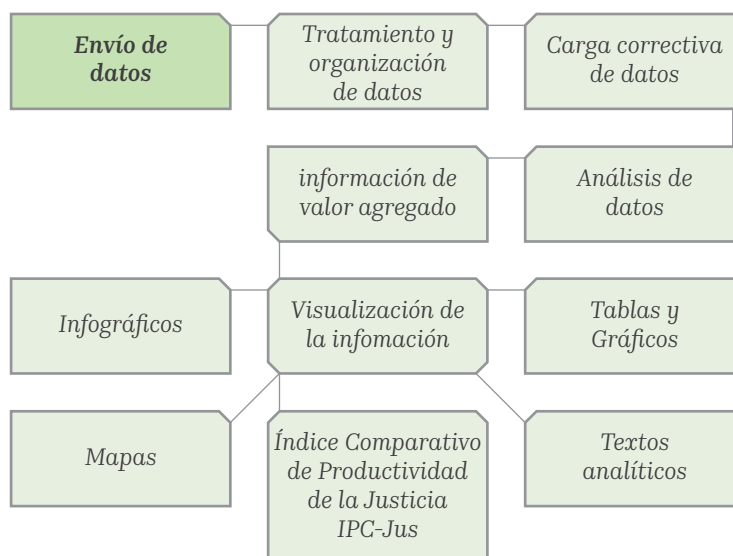 Envío de
datos
Tratamiento y
organización
de datos
Carga correctiva
de datos
información de
valor agregado
Análisis de
datos
Infográficos
Visualización de
la infomación
Tablas y
Gráficos
Mapas
Índice Comparativo
de Productividad
de la Justicia
IPC-Jus
Textos
analíticos